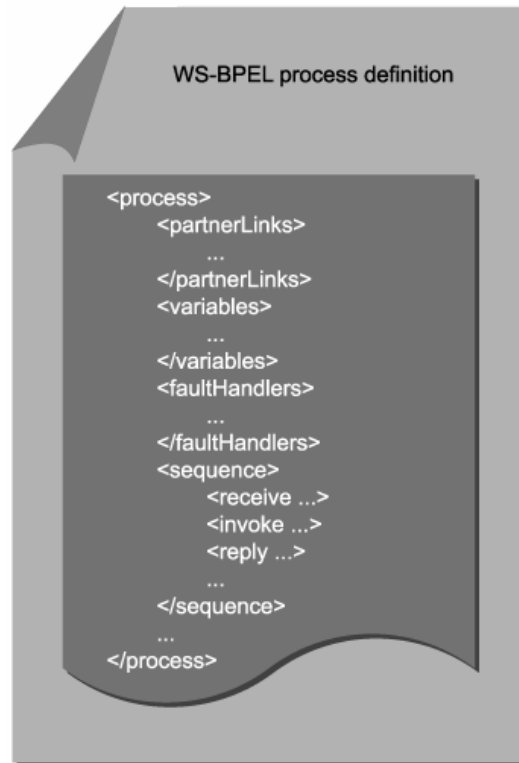 WS-BPEL process definition
<process>
<partnerLinks>
...
</partnerLinks>
<variables>
...
</variables>
<faultHandlers>
...
</faultHandlers>
<sequence>
<receive ...>
<invoke ...>
<reply ...>
...
</sequence>
...
</process>